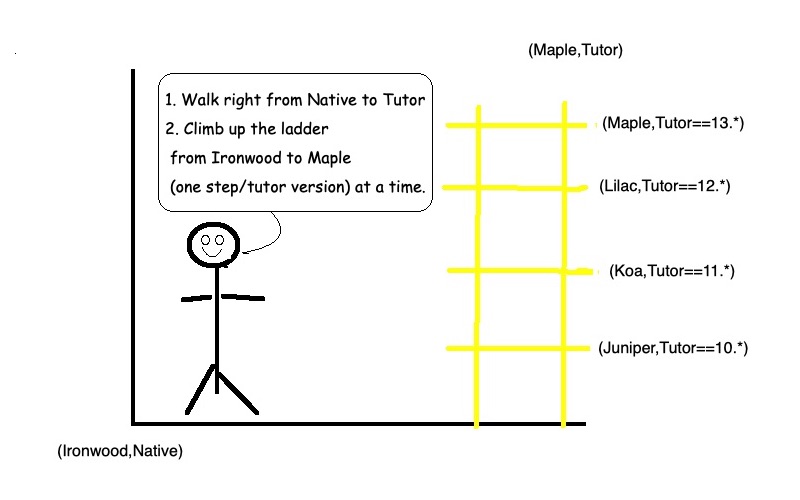 (Maple,Tutor)
1. Walk right from Native to Tutor
2. Climb up the ladder
from Ironwood to Maple
(one step/tutor version) at a time.
(Maple,Tutor==13.*)
(Lilac,Tutor==12.*)
(Koa,Tutor==11.*)
(Juniper,Tutor==10.*)
(Ironwood,Native)